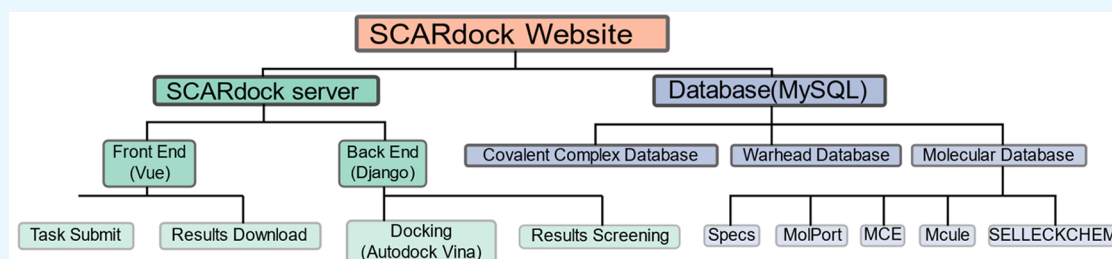 SCARdock Website
SCARdock server
Database(MySQL)
Front End
(Vue)
Back End
(Django)
Covalent Complex Database
Warhead Database
Molecular Database
Task Submit
Results Download
Docking
(Autodock Vina)
Results Screening
Specs
MolPort
MCE
Mcule
SELLECKCHEM